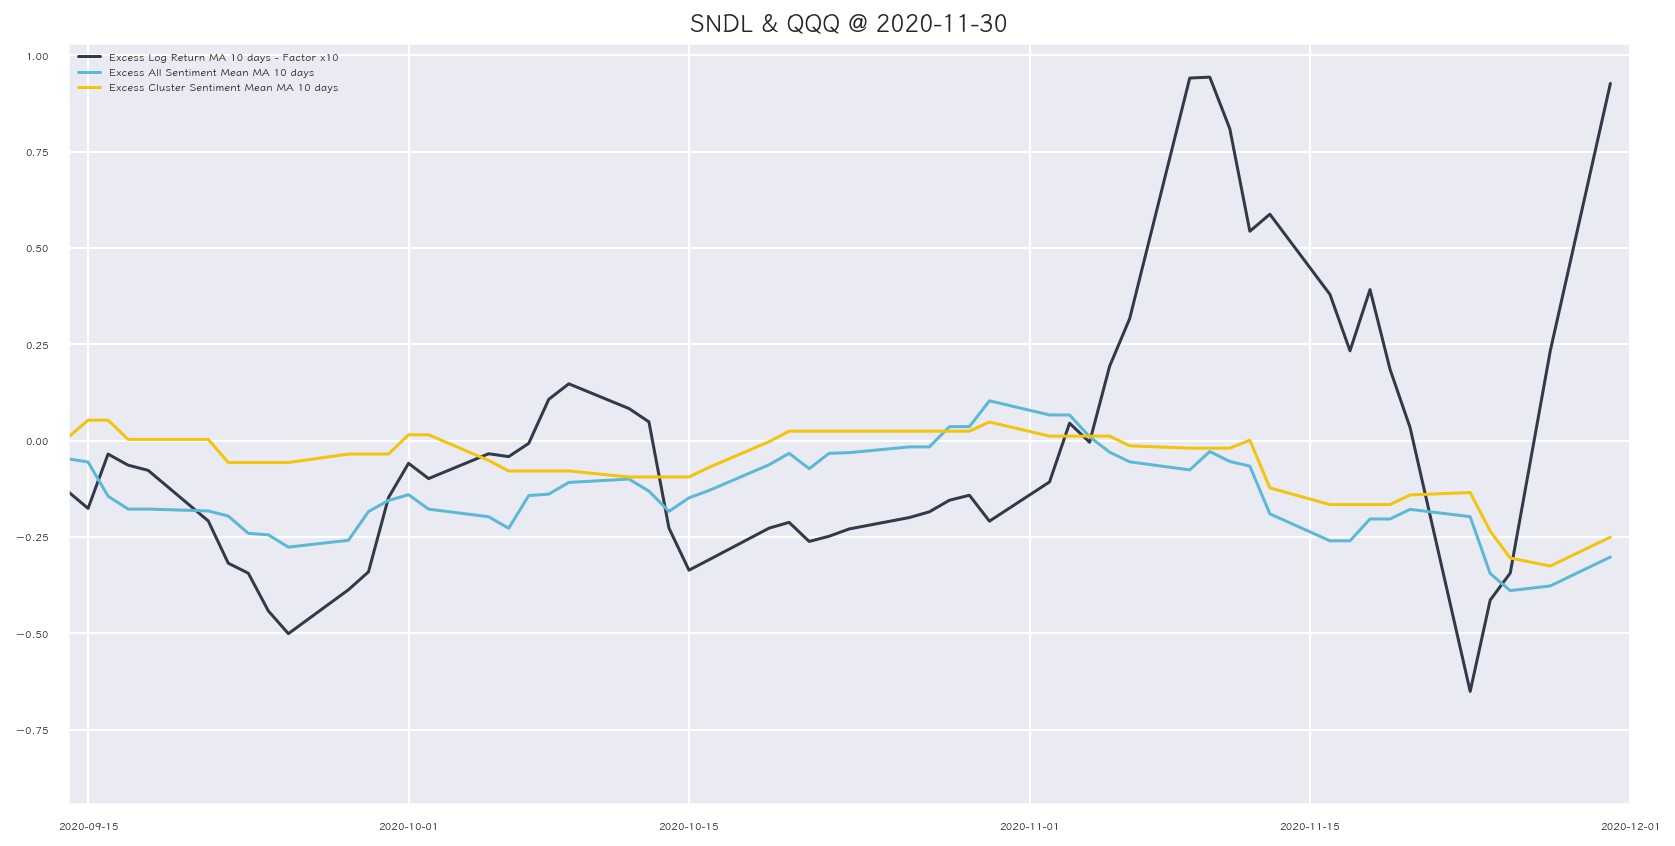 SNDL & QQQ @ 2020-11-30
Excess Log Return MA 10 days - Factor x10
Excess All Sentiment Mean MA 10 days
Excess Cluster Sentiment Mean MA 10 days
1.00
0.75
0.50
0.25
0.00
−0.25
−0.50
−0.75
2020-09-15 2020-10-01 2020-10-15 2020-11-01 2020-11-15 2020-12-01